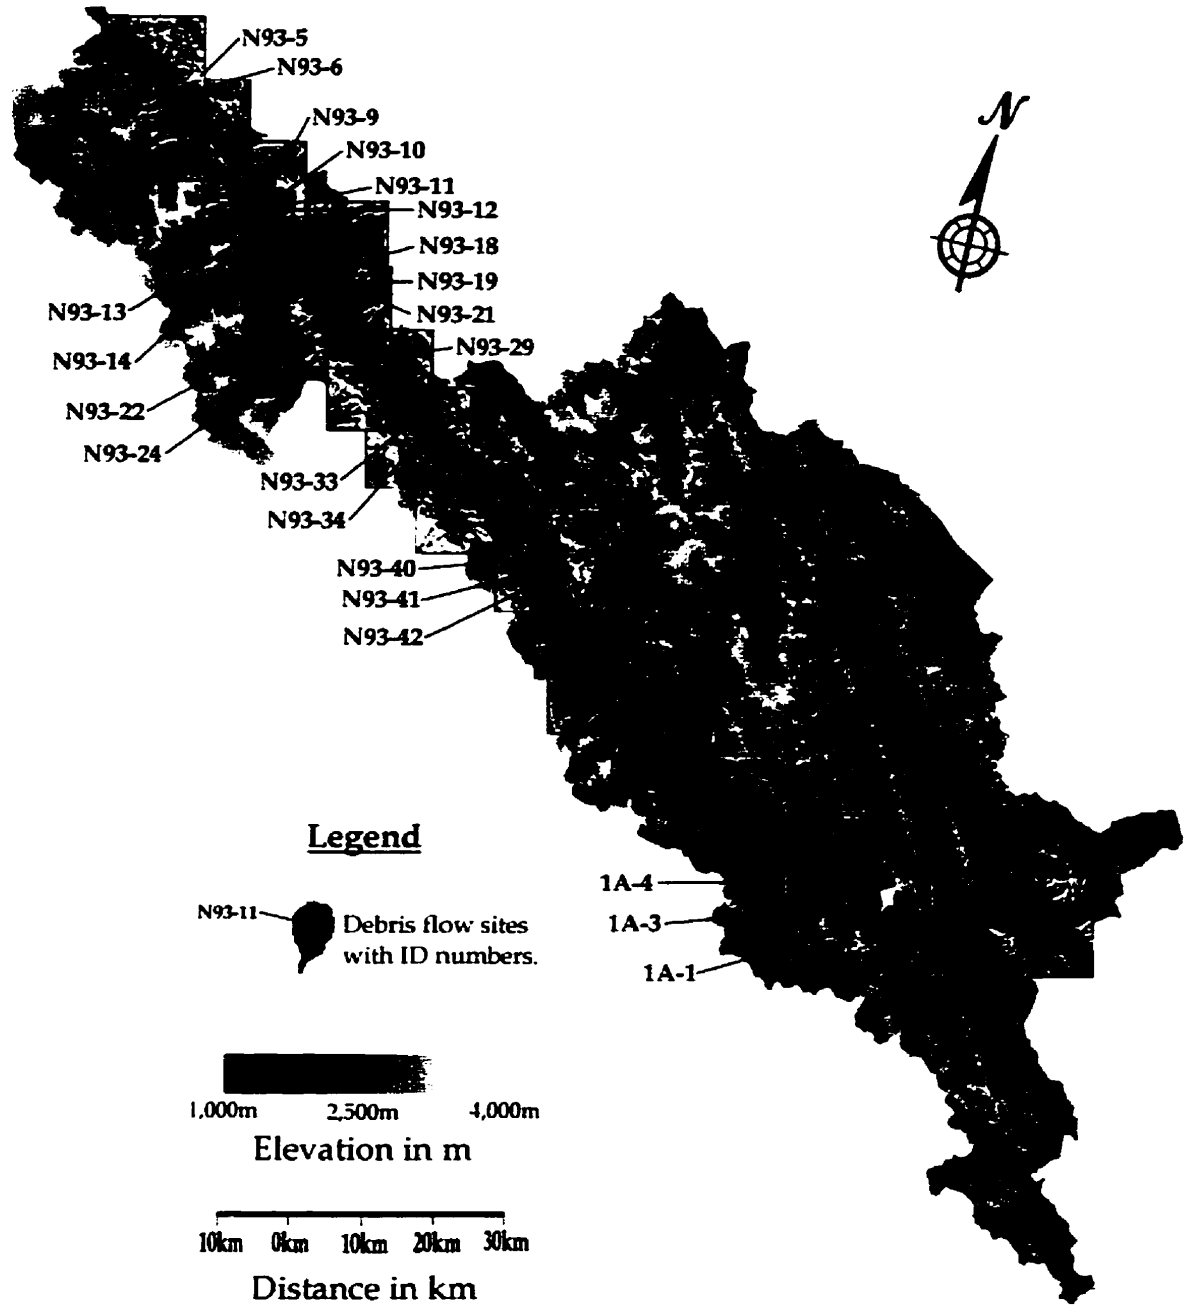 N93-5
N93-6
N
N93-9
N93-10
N93-11
N93-12
N93-18
N93-19
N93-13
N93-21
N93-29
N93-14
N93-22
N93-24
N93-33
N93-34
N93-40
N93-41
N93-42
Legend
1A-4
N93-11
Debris flow sites
with ID numbers.
1A-3
1A-1
1,000m 2,500m 4,000m
Elevation in m
10km 0km 10km 20km 30km
Distance in km